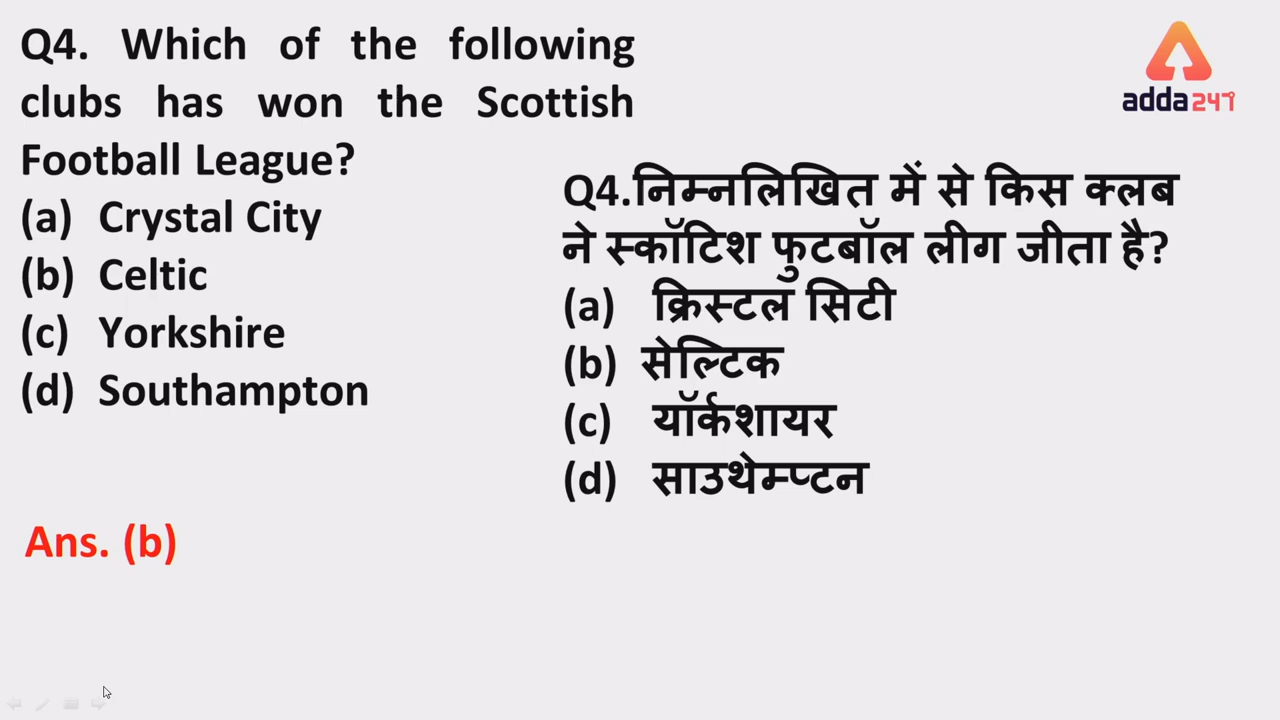 Q4. Which of the following
clubs has won the Scottish
Football League?
(a) Crystal City
(b) Celtic
(c) Yorkshire
(d) Southampton
Ans. (b)
adda247
Q4.निम्नलिखित में से किस क्लब
ने स्कॉटिश फुटबॉल लीग जीता है?
(a) क्रिस्टल सिटी
(b) सेल्टिक
(c) यॉर्कशायर
(d) साउथेम्प्टन